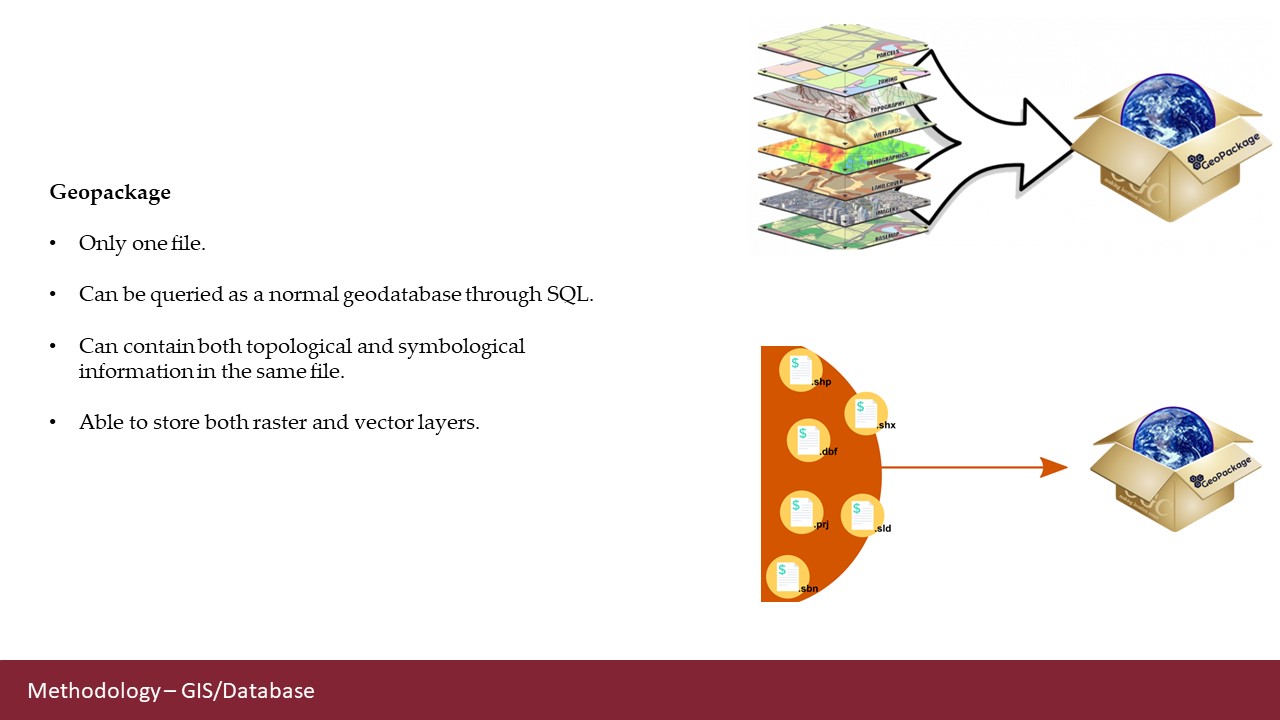 Geopackage
• Only one file.
• Can be queried as a normal geodatabase through SQL.
• Can contain both topological and symbological
information in the same file.
• Able to store both raster and vector layers.
PARCELS
ZONING
TOPOGRAPHY
WETLANDS
DEMOGRAPHICS
LAND COVER
IMAGERY
BASEMAP
GeoPackage
OGC
$ .shp
$ .shx
$ .dbf
$ .prj
$ .sld
$ .sbn
GeoPackage
OGC
Methodology – GIS/Database